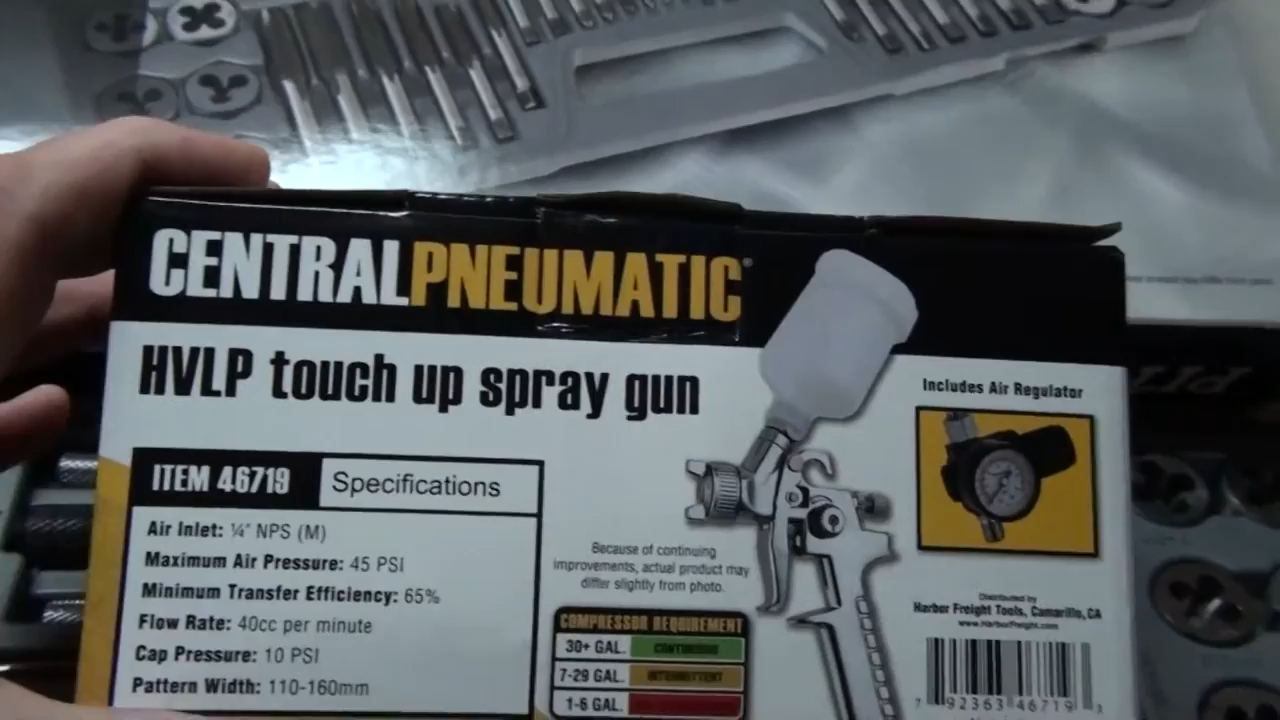 CENTRALPNEUMATIC®
HVLP touch up spray gun
ITEM 46719 Specifications
Air Inlet: ¼" NPS (M)
Maximum Air Pressure: 45 PSI
Minimum Transfer Efficiency: 65%
Flow Rate: 40cc per minute
Cap Pressure: 10 PSI
Pattern Width: 110-160mm
Because of continuing
improvements, actual product may
differ slightly from photo.
COMPRESSOR REQUIREMENT
30+ GAL. CONTINUOUS
7-29 GAL. INTERMITTENT
1-6 GAL.
Includes Air Regulator
Distributed by
Harbor Freight Tools, Camarillo, CA
www.HarborFreight.com
7 92363 46719